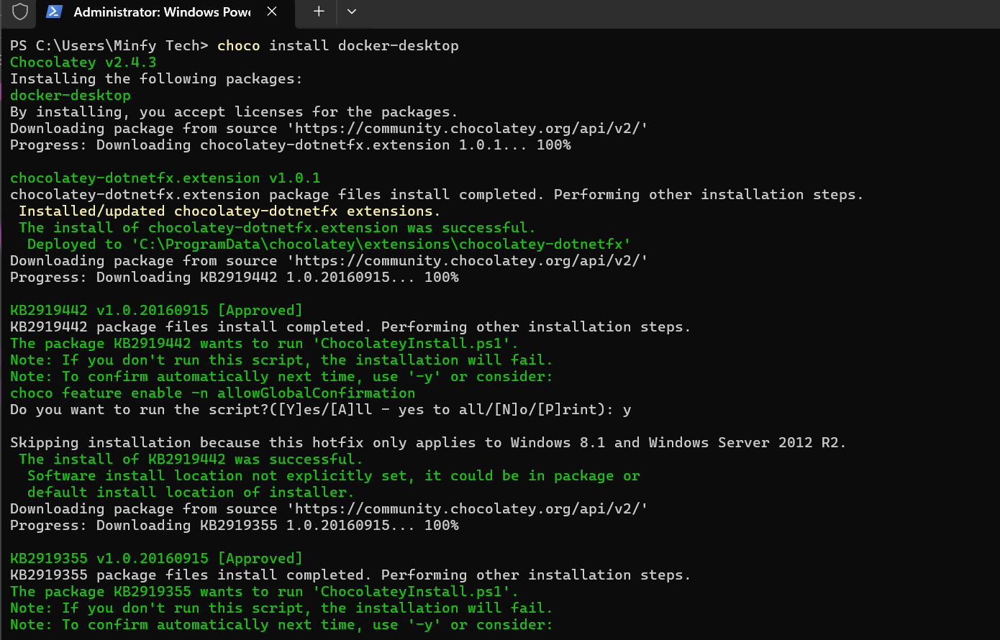 Administrator: Windows Powe
PS C:\Users\Minfy Tech> choco install docker-desktop
Chocolatey v2.4.3
Installing the following packages:
docker-desktop
By installing, you accept licenses for the packages.
Downloading package from source 'https://community.chocolatey.org/api/v2/'
Progress: Downloading chocolatey-dotnetfx.extension 1.0.1... 100%
chocolatey-dotnetfx.extension v1.0.1
chocolatey-dotnetfx.extension package files install completed. Performing other installation steps.
Installed/updated chocolatey-dotnetfx extensions.
The install of chocolatey-dotnetfx.extension was successful.
Deployed to 'C:\ProgramData\chocolatey\extensions\chocolatey-dotnetfx'
Downloading package from source 'https://community.chocolatey.org/api/v2/'
Progress: Downloading KB2919442 1.0.20160915... 100%
KB2919442 v1.0.20160915 [Approved]
KB2919442 package files install completed. Performing other installation steps.
The package KB2919442 wants to run 'ChocolateyInstall.ps1'.
Note: If you don't run this script, the installation will fail.
Note: To confirm automatically next time, use '-y' or consider:
choco feature enable -n allowGlobalConfirmation
Do you want to run the script?([Y]es/[A]ll - yes to all/[N]o/[P]rint): y
Skipping installation because this hotfix only applies to Windows 8.1 and Windows Server 2012 R2.
The install of KB2919442 was successful.
Software install location not explicitly set, it could be in package or
default install location of installer.
Downloading package from source 'https://community.chocolatey.org/api/v2/'
Progress: Downloading KB2919355 1.0.20160915... 100%
KB2919355 v1.0.20160915 [Approved]
KB2919355 package files install completed. Performing other installation steps.
The package KB2919355 wants to run 'ChocolateyInstall.ps1'.
Note: If you don't run this script, the installation will fail.
Note: To confirm automatically next time, use '-y' or consider: